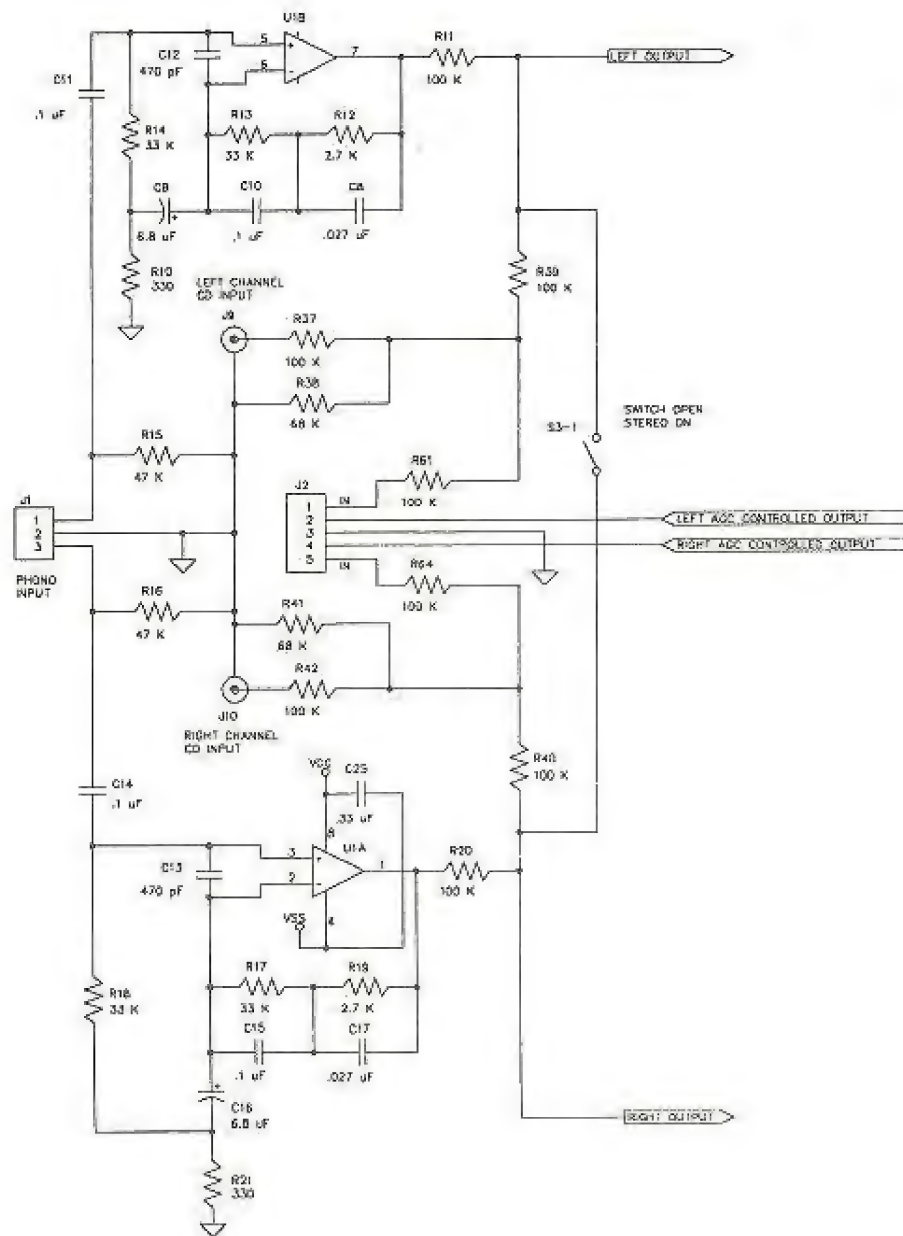 U1B
C12
470 pF
5
6
7
R11
100 K
LEFT OUTPUT
C11
.1 uF
R14
33 K
R13
33 K
R12
2.7 K
C9
6.8 uF
C10
.1 uF
C8
.027 uF
R10
330
LEFT CHANNEL
CD INPUT
J9
R37
100 K
R38
68 K
R39
100 K
SWITCH OPEN
STEREO ON
S3-1
R15
47 K
R61
100 K
J1
1
2
3
PHONO
INPUT
J2
1
2
3
4
5
IN
IN
LEFT AGC CONTROLLED OUTPUT
RIGHT AGC CONTROLLED OUTPUT
R64
100 K
R16
47 K
R41
68 K
R42
100 K
J10
RIGHT CHANNEL
CD INPUT
R40
100 K
C14
.1 uF
VCC
C25
.33 uF
8
U1A
3
2
1
4
VSS
C13
470 pF
R20
100 K
R18
33 K
R17
33 K
R19
2.7 K
C15
.1 uF
C17
.027 uF
C16
6.8 uF
RIGHT OUTPUT
R21
330